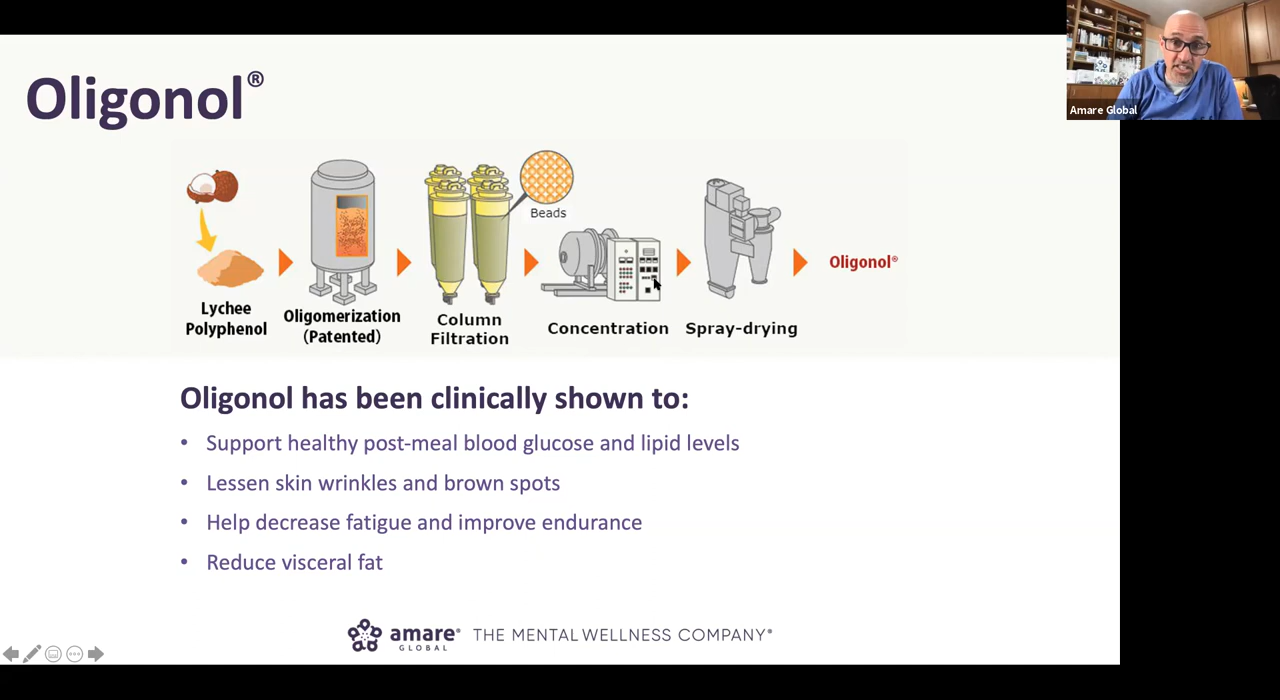 Amare Global
Oligonol®
Beads
Oligonol®
Lychee
Polyphenol
Oligomerization
(Patented)
Column
Filtration
Concentration
Spray-drying
Oligonol has been clinically shown to:
• Support healthy post-meal blood glucose and lipid levels
• Lessen skin wrinkles and brown spots
• Help decrease fatigue and improve endurance
• Reduce visceral fat
amare® THE MENTAL WELLNESS COMPANY®
GLOBAL